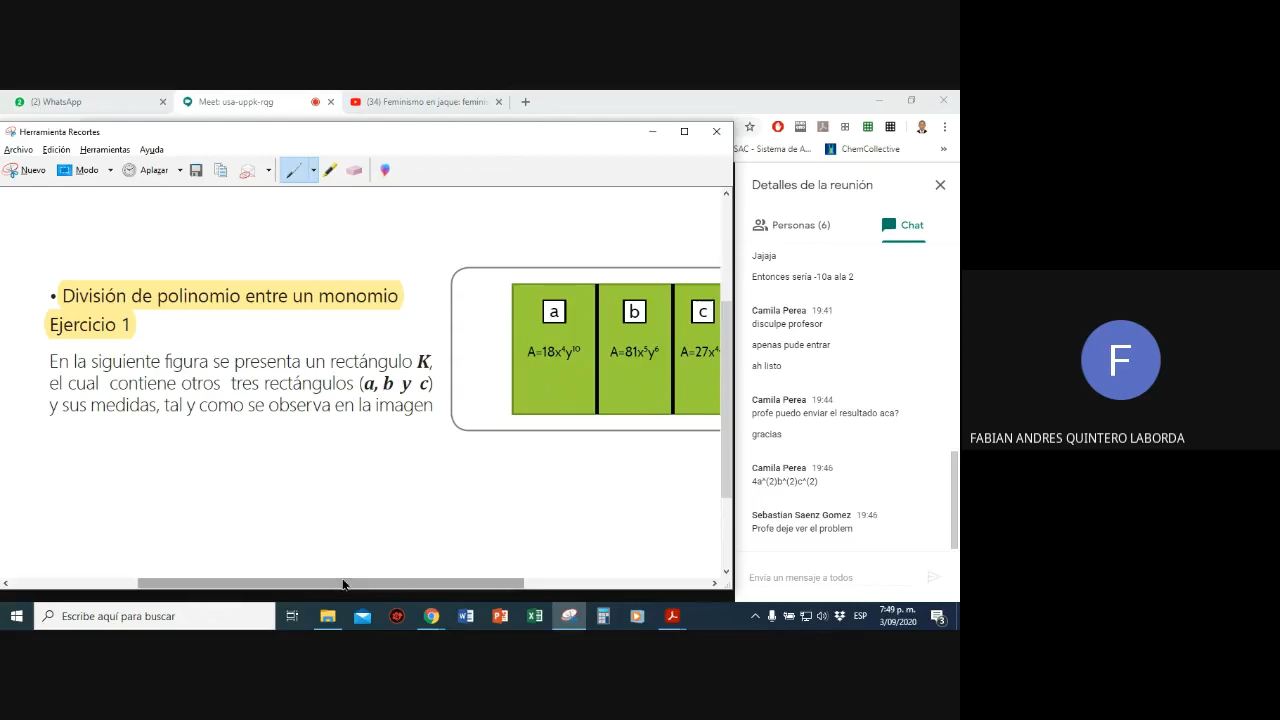 (2) WhatsApp
Meet: usa-uppk-rqg
(34) Feminismo en jaque: femini
Herramienta Recortes
Archivo Edición Herramientas Ayuda
Nuevo Modo Aplazar
SAC - Sistema de A...
ChemCollective
»
• División de polinomio entre un monomio
Ejercicio 1
En la siguiente figura se presenta un rectángulo K,
el cual contiene otros tres rectángulos (a, b y c)
y sus medidas, tal y como se observa en la imagen
a b c
A=18x⁴y¹⁰ A=81x⁵y⁶ A=27x⁴
Detalles de la reunión
Personas (6) Chat
Jajaja
Entonces sería -10a ala 2
Camila Perea 19:41
disculpe profesor
apenas pude entrar
ah listo
Camila Perea 19:44
profe puedo enviar el resultado aca?
gracias
Camila Perea 19:46
4a^(2)b^(2)c^(2)
Sebastian Saenz Gomez 19:46
Profe deje ver el problem
Envía un mensaje a todos
Escribe aquí para buscar
ESP
7:49 p. m.
3/09/2020
3
F
FABIAN ANDRES QUINTERO LABORDA